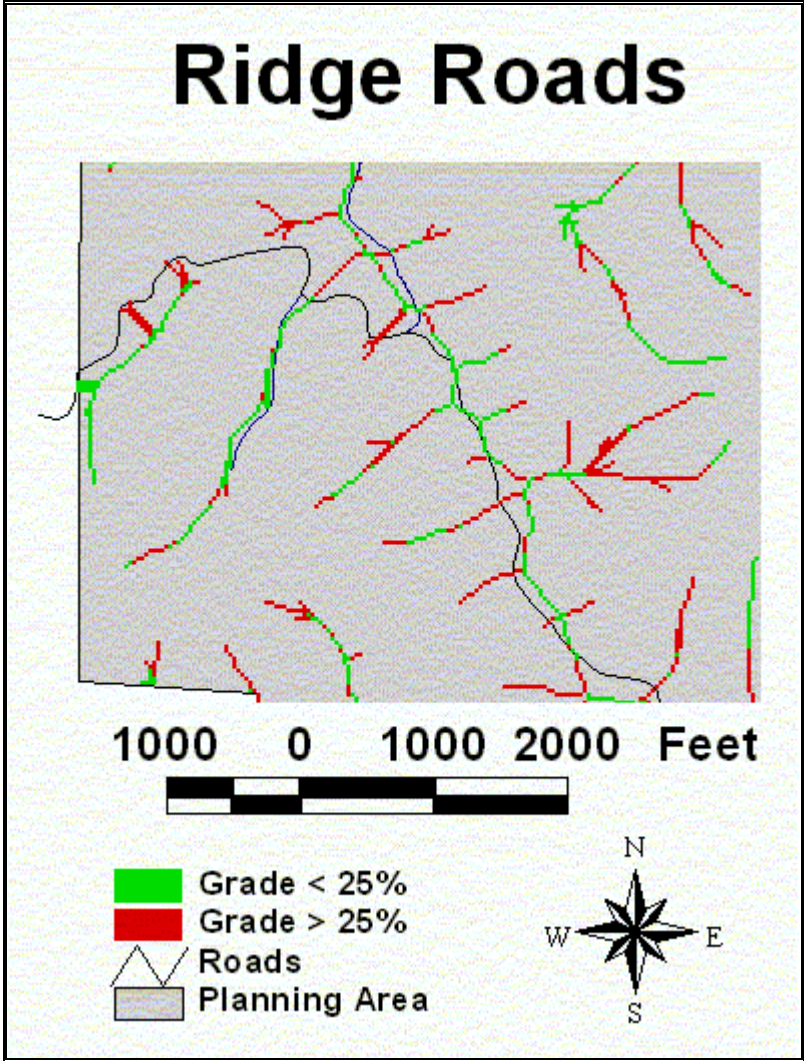 Ridge Roads
1000 0 1000 2000 Feet
Grade < 25%
Grade > 25%
Roads
Planning Area
N
W E
S